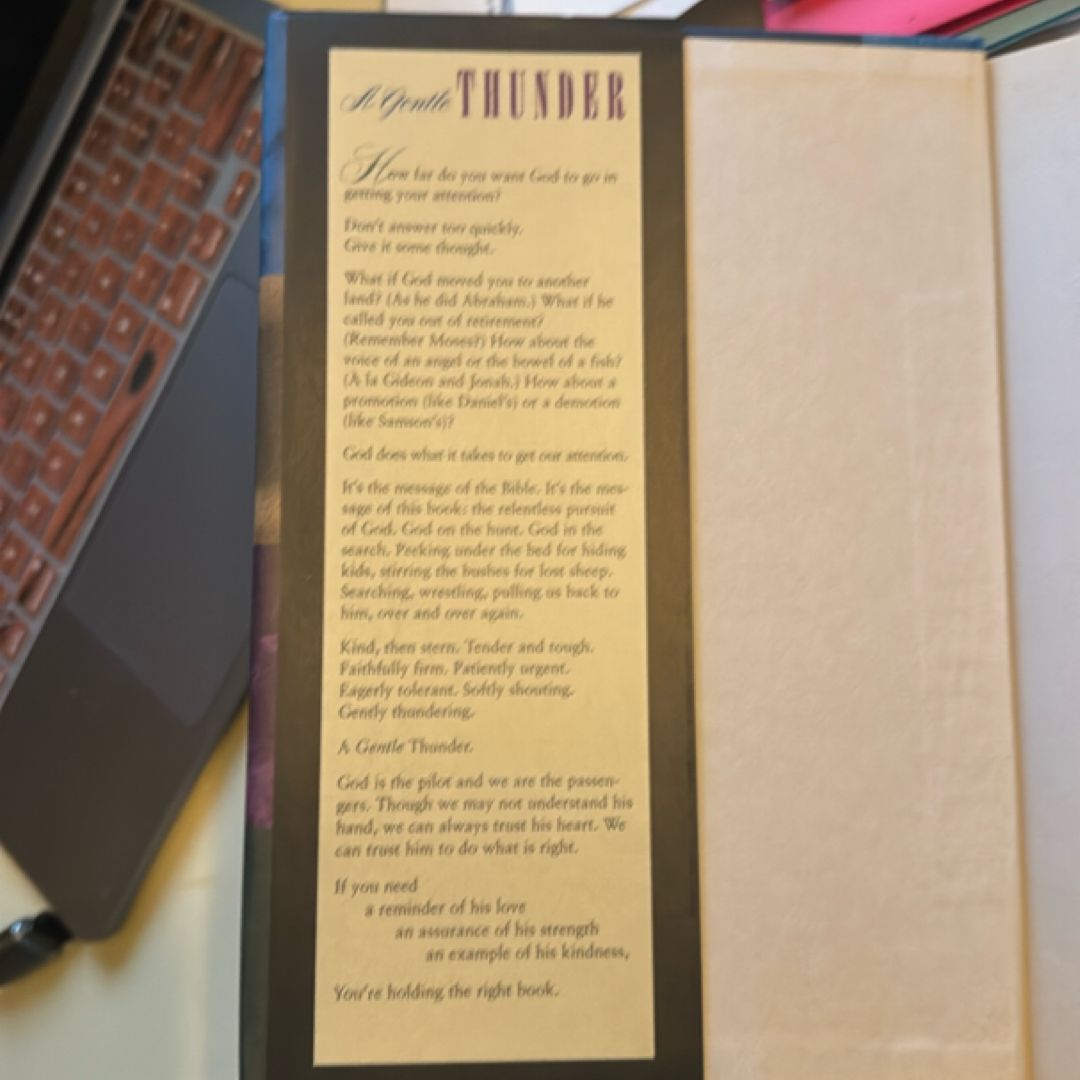 A Gentle THUNDER
How far do you want God to go in
getting your attention?
Don't answer too quickly.
Give it some thought.
What if God moved you to another
land? (As he did Abraham.) What if he
called you out of retirement?
(Remember Moses?) How about the
voice of an angel or the bowel of a fish?
(A la Gideon and Jonah.) How about a
promotion (like Daniel's) or a demotion
(like Samson's)?
God does what it takes to get our attention.
It's the message of the Bible. It's the mes-
sage of this book: the relentless pursuit
of God. God on the hunt. God in the
search. Peeking under the bed for hiding
kids, stirring the bushes for lost sheep.
Searching, wrestling, pulling us back to
him, over and over again.
Kind, then stern. Tender and tough.
Faithfully firm. Patiently urgent.
Eagerly tolerant. Softly shouting.
Gently thundering.
A Gentle Thunder.
God is the pilot and we are the passen-
gers. Though we may not understand his
hand, we can always trust his heart. We
can trust him to do what is right.
If you need
a reminder of his love
an assurance of his strength
an example of his kindness,
You're holding the right book.